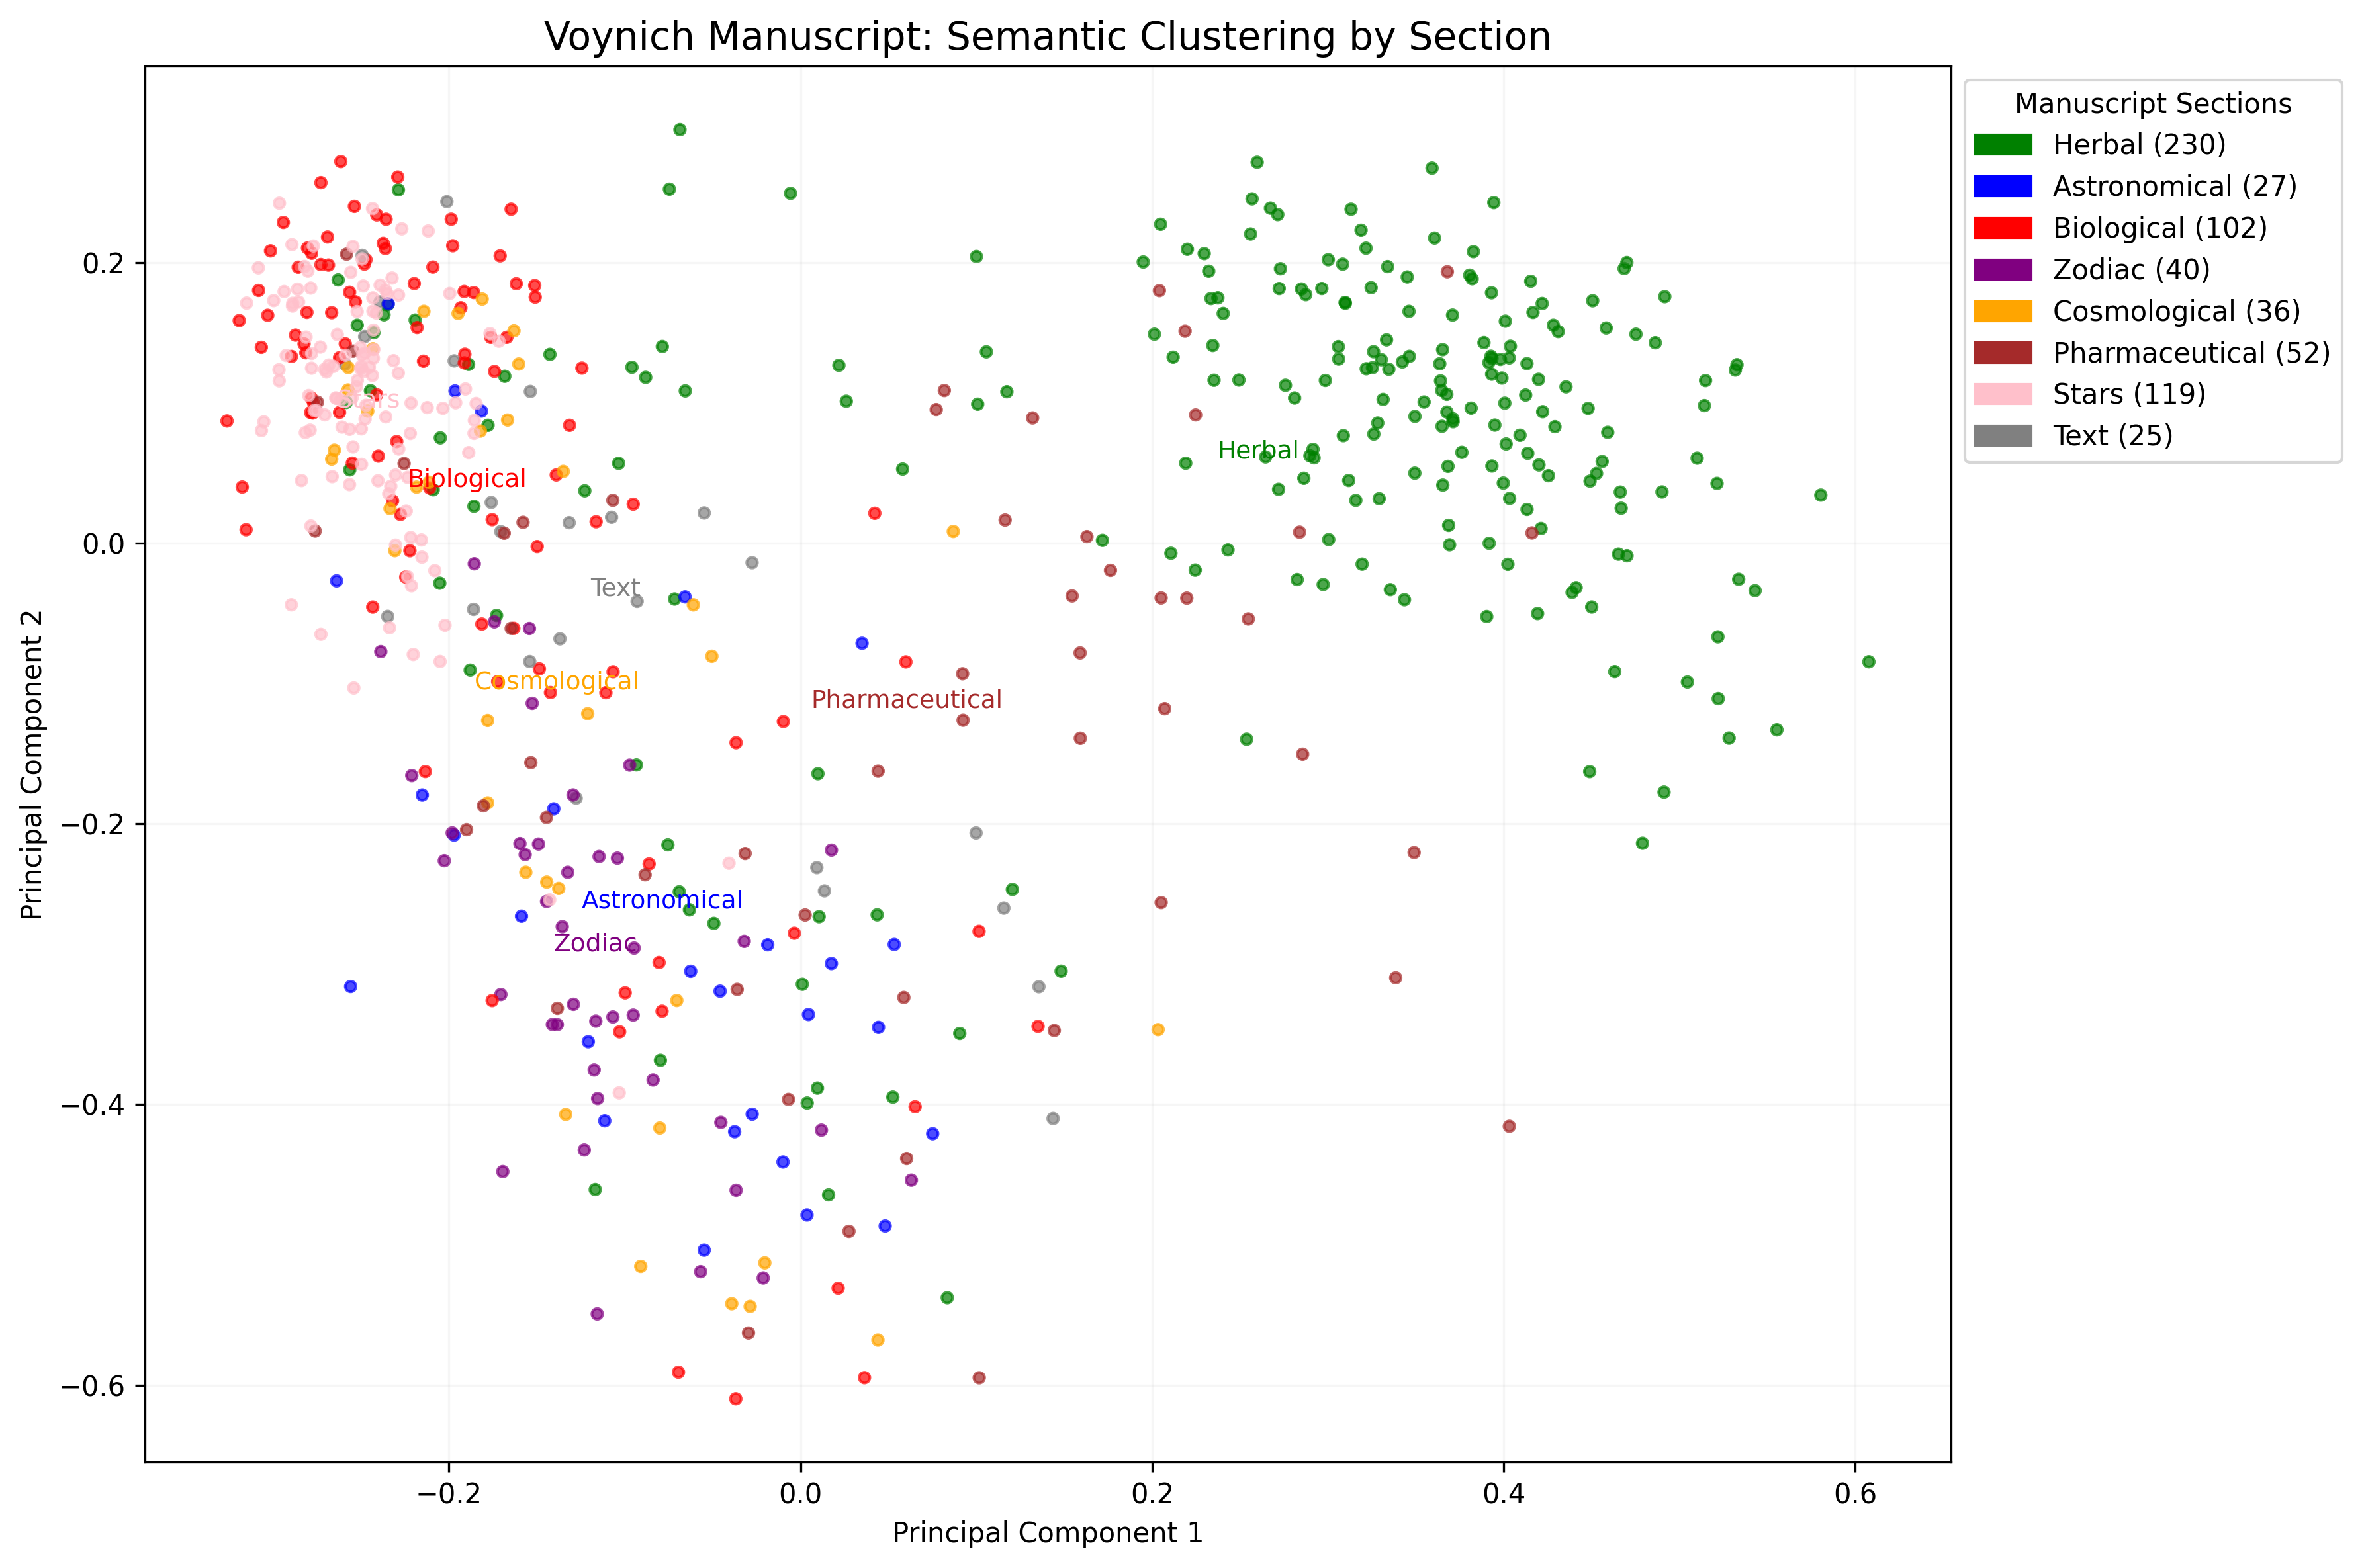 Voynich Manuscript: Semantic Clustering by Section
Manuscript Sections
Herbal (230)
Astronomical (27)
Biological (102)
Zodiac (40)
Cosmological (36)
Pharmaceutical (52)
Stars (119)
Text (25)
0.2
0.0
−0.2
−0.4
−0.6
Principal Component 2
Stars
Herbal
Biological
Text
Cosmological
Pharmaceutical
Astronomical
Zodiac
−0.2
0.0
0.2
0.4
0.6
Principal Component 1